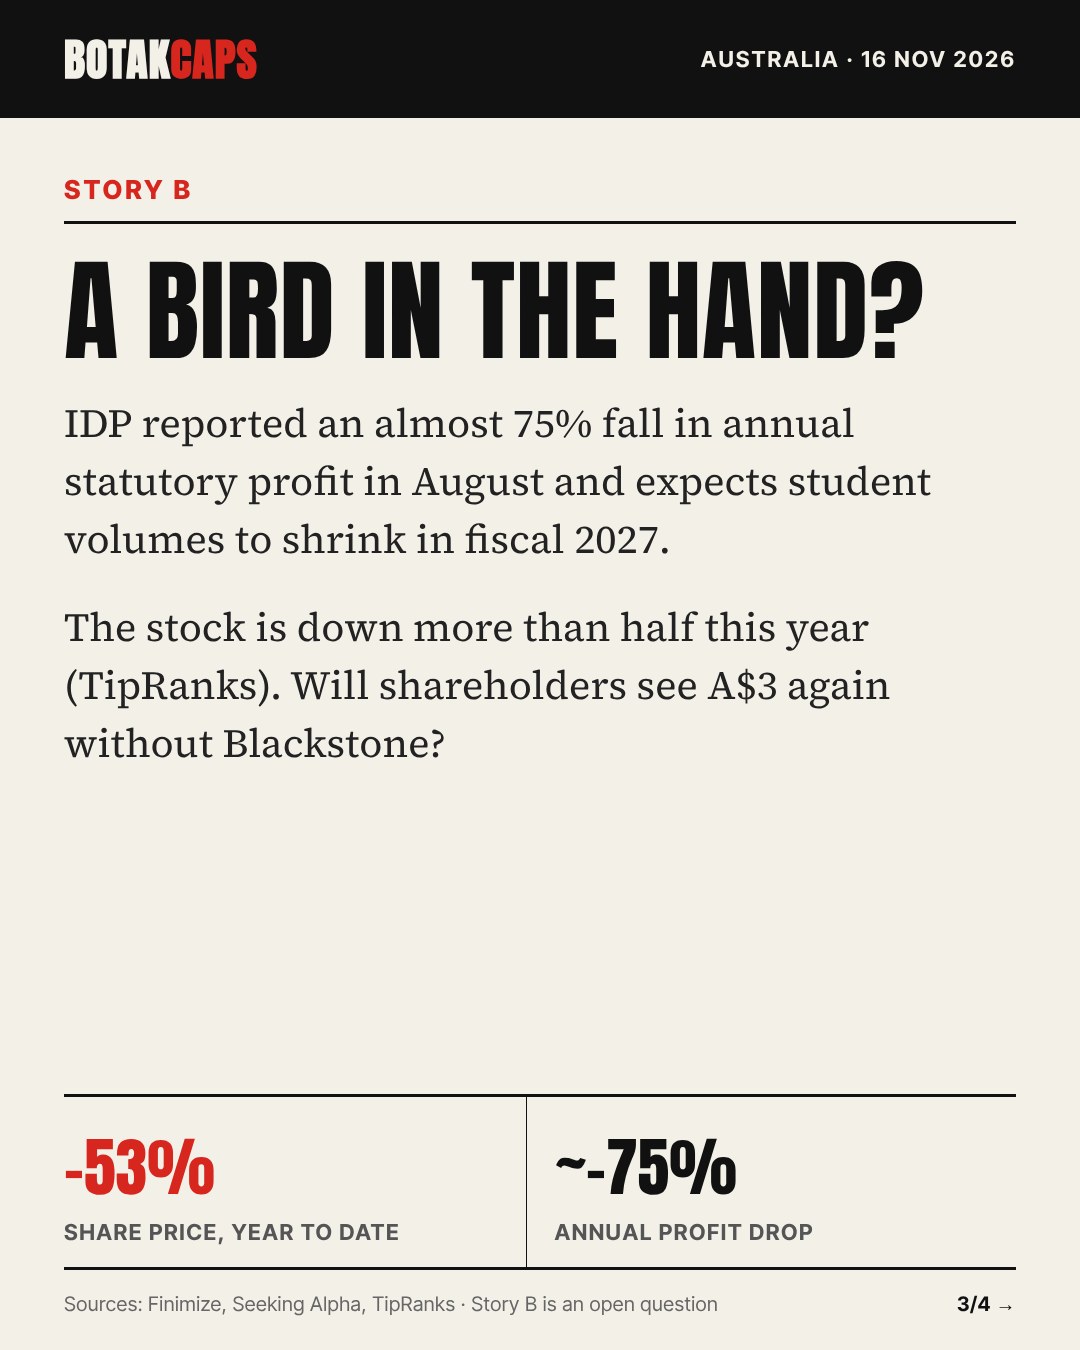 BOTAKCAPS
AUSTRALIA · 16 NOV 2026
STORY B
A BIRD IN THE HAND?
IDP reported an almost 75% fall in annual
statutory profit in August and expects student
volumes to shrink in fiscal 2027.
The stock is down more than half this year
(TipRanks). Will shareholders see A$3 again
without Blackstone?
-53%
SHARE PRICE, YEAR TO DATE
~-75%
ANNUAL PROFIT DROP
Sources: Finimize, Seeking Alpha, TipRanks · Story B is an open question
3/4 →